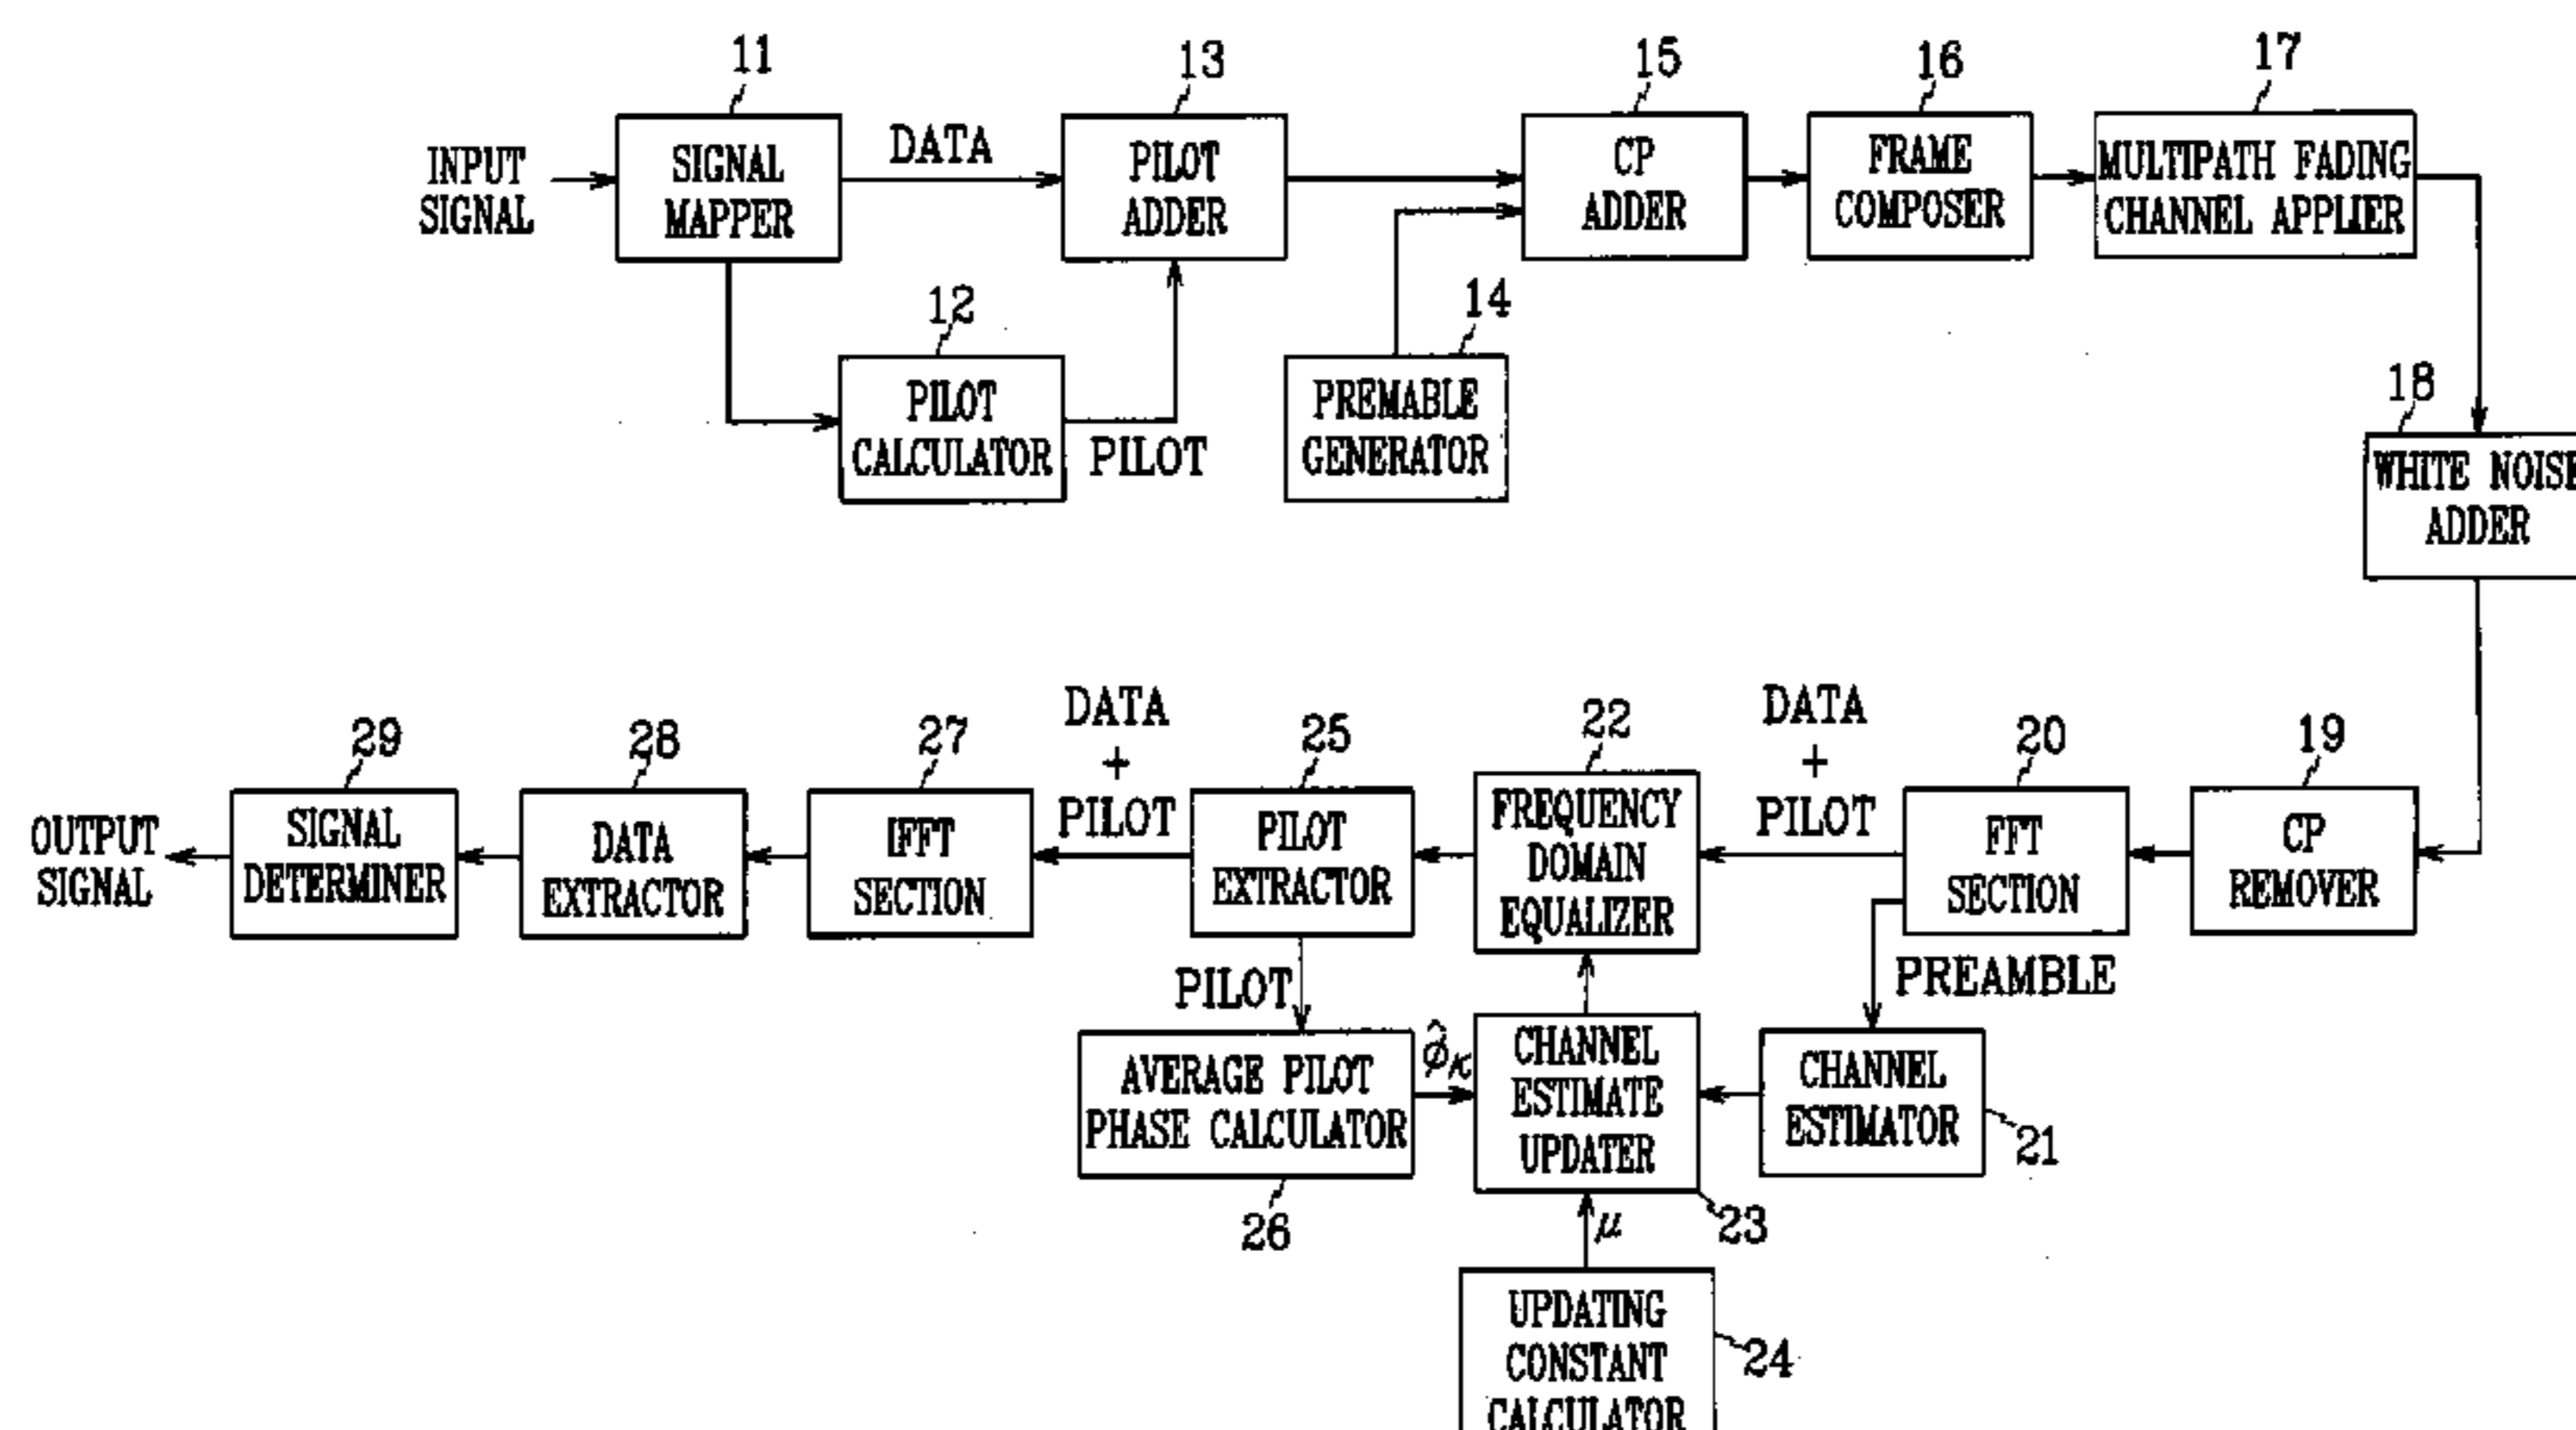 11
13
15
16
17
INPUT
SIGNAL
SIGNAL
MAPPER
DATA
PILOT
ADDER
CP
ADDER
FRAME
COMPOSER
MULTIPATH FADING
CHANNEL APPLIER
12
14
18
PILOT
CALCULATOR
PILOT
PREMABLE
GENERATOR
WHITE NOISE
ADDER
29
28
27
DATA
+
PILOT
25
22
DATA
+
PILOT
20
19
OUTPUT
SIGNAL
SIGNAL
DETERMINER
DATA
EXTRACTOR
IFFT
SECTION
PILOT
EXTRACTOR
FREQUENCY
DOMAIN
EQUALIZER
FFT
SECTION
CP
REMOVER
PILOT
PREAMBLE
AVERAGE PILOT
PHASE CALCULATOR
26
ϕ̂κ
CHANNEL
ESTIMATE
UPDATER
23
CHANNEL
ESTIMATOR
21
μ
UPDATING
CONSTANT
CALCULATOR
24